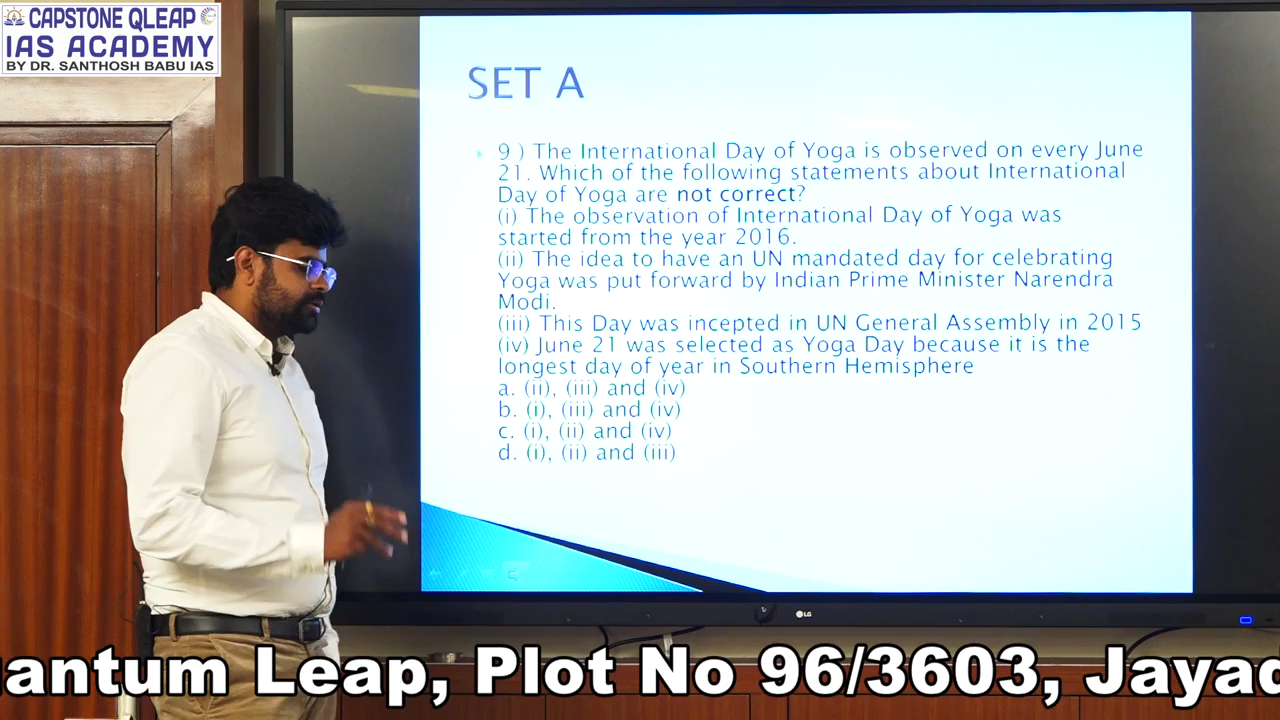 CAPSTONE QLEAP
IAS ACADEMY
BY DR. SANTHOSH BABU IAS
SET A
9 ) The International Day of Yoga is observed on every June
21. Which of the following statements about International
Day of Yoga are not correct?
(i) The observation of International Day of Yoga was
started from the year 2016.
(ii) The idea to have an UN mandated day for celebrating
Yoga was put forward by Indian Prime Minister Narendra
Modi.
(iii) This Day was incepted in UN General Assembly in 2015
(iv) June 21 was selected as Yoga Day because it is the
longest day of year in Southern Hemisphere
a. (ii), (iii) and (iv)
b. (i), (iii) and (iv)
c. (i), (ii) and (iv)
d. (i), (ii) and (iii)
LG
Leap, Plot No 96/3603,